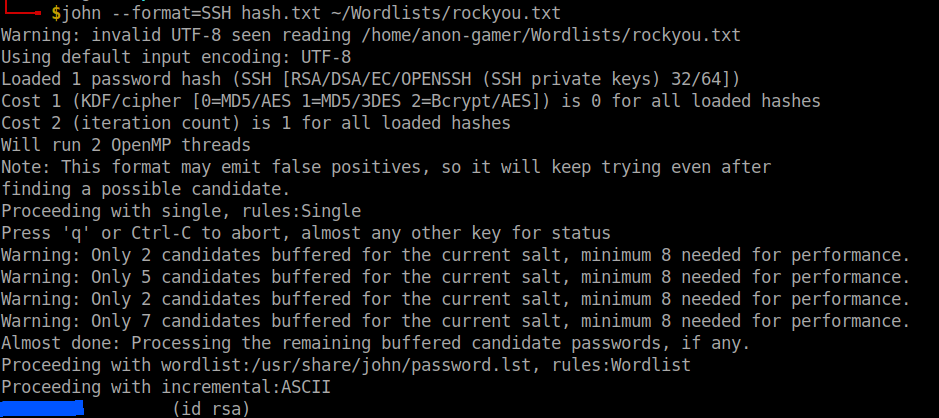 $john --format=SSH hash.txt ~/Wordlists/rockyou.txt
Warning: invalid UTF-8 seen reading /home/anon-gamer/Wordlists/rockyou.txt
Using default input encoding: UTF-8
Loaded 1 password hash (SSH [RSA/DSA/EC/OPENSSH (SSH private keys) 32/64])
Cost 1 (KDF/cipher [0=MD5/AES 1=MD5/3DES 2=Bcrypt/AES]) is 0 for all loaded hashes
Cost 2 (iteration count) is 1 for all loaded hashes
Will run 2 OpenMP threads
Note: This format may emit false positives, so it will keep trying even after
finding a possible candidate.
Proceeding with single, rules:Single
Press 'q' or Ctrl-C to abort, almost any other key for status
Warning: Only 2 candidates buffered for the current salt, minimum 8 needed for performance.
Warning: Only 5 candidates buffered for the current salt, minimum 8 needed for performance.
Warning: Only 2 candidates buffered for the current salt, minimum 8 needed for performance.
Warning: Only 7 candidates buffered for the current salt, minimum 8 needed for performance.
Almost done: Processing the remaining buffered candidate passwords, if any.
Proceeding with wordlist:/usr/share/john/password.lst, rules:Wordlist
Proceeding with incremental:ASCII
(id rsa)